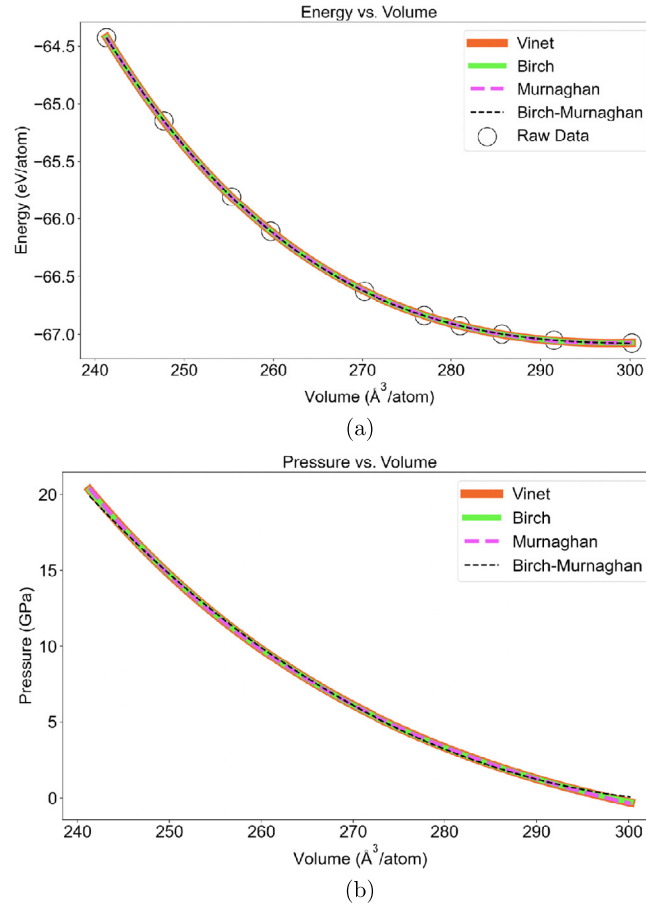 Energy vs. Volume
−64.5
−65.0
−65.5
−66.0
−66.5
−67.0
Energy (eV/atom)
Vinet
Birch
Murnaghan
Birch-Murnaghan
Raw Data
240 250 260 270 280 290 300
Volume (Å³/atom)
(a)
Pressure vs. Volume
20
15
10
5
0
Pressure (GPa)
Vinet
Birch
Murnaghan
Birch-Murnaghan
240 250 260 270 280 290 300
Volume (Å³/atom)
(b)